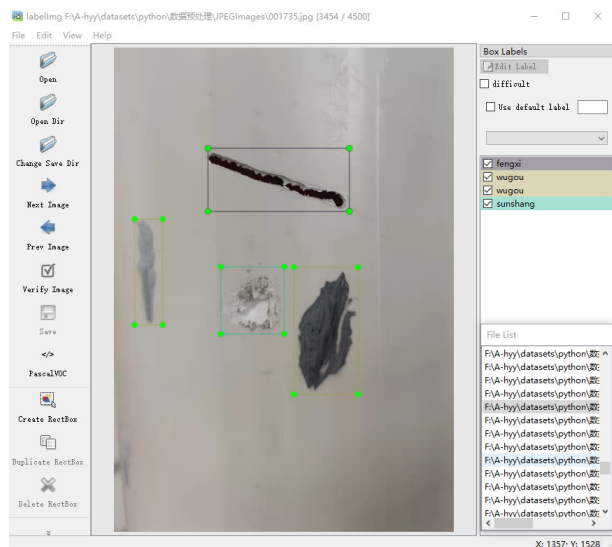 labelImg F:\A-hyy\datasets\python\数据预处理\JPEGImages\001735.jpg [3454 / 4500]
File Edit View Help
Open
Open Dir
Change Save Dir
Next Image
Prev Image
Verify Image
Save
</>
PascalVOC
Create RectBox
Duplicate RectBox
Delete RectBox
Box Labels
Edit Label
difficult
Use default label
fengxi
wugou
wugou
sunshang
File List
F:\A-hyy\datasets\python\数
F:\A-hyy\datasets\python\数
F:\A-hyy\datasets\python\数
F:\A-hyy\datasets\python\数
F:\A-hyy\datasets\python\数
F:\A-hyy\datasets\python\数
F:\A-hyy\datasets\python\数
F:\A-hyy\datasets\python\数
F:\A-hyy\datasets\python\数
F:\A-hyy\datasets\python\数
F:\A-hyy\datasets\python\数
F:\A-hyy\datasets\python\数
F:\A-hyy\datasets\python\数
X: 1357; Y: 1528